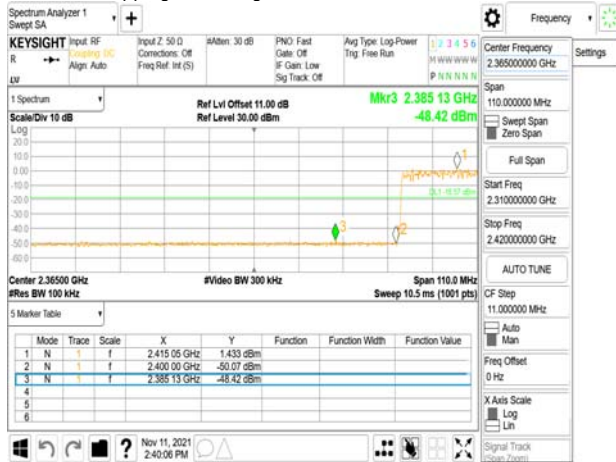 Spectrum Analyzer 1
Swept SA
+
Frequency
KEYSIGHT
R
LV
Input: RF
Coupling: DC
Align: Auto
Input Z: 50 Ω
Corrections: Off
Freq Ref: Int (S)
#Atten: 30 dB
PNO: Fast
Gate: Off
IF Gain: Low
Sig Track: Off
Avg Type: Log-Power
Trig: Free Run
1 2 3 4 5 6
M W W W W W
P N N N N N
Center Frequency
2.365000000 GHz
Settings
Span
110.000000 MHz
Swept Span
Zero Span
Full Span
Start Freq
2.310000000 GHz
Stop Freq
2.420000000 GHz
AUTO TUNE
CF Step
11.000000 MHz
Auto
Man
Freq Offset
0 Hz
X Axis Scale
Log
Lin
Signal Track
(Span Zoom)
1 Spectrum
Scale/Div 10 dB
Ref Lvl Offset 11.00 dB
Ref Level 30.00 dBm
Mkr3 2.385 13 GHz
-48.42 dBm
Log
20.0
10.0
0.00
-10.0
-20.0
-30.0
-40.0
-50.0
-60.0
1
2
3
Center 2.36500 GHz
#Res BW 100 kHz
#Video BW 300 kHz
Span 110.0 MHz
Sweep 10.5 ms (1001 pts)
5 Marker Table
Mode Trace Scale X Y Function Function Width Function Value
1 N 1 f 2.415 05 GHz 1.433 dBm
2 N 1 f 2.400 00 GHz -50.07 dBm
3 N 1 f 2.385 13 GHz -48.42 dBm
4
5
6
?
Nov 11, 2021
2:40:06 PM